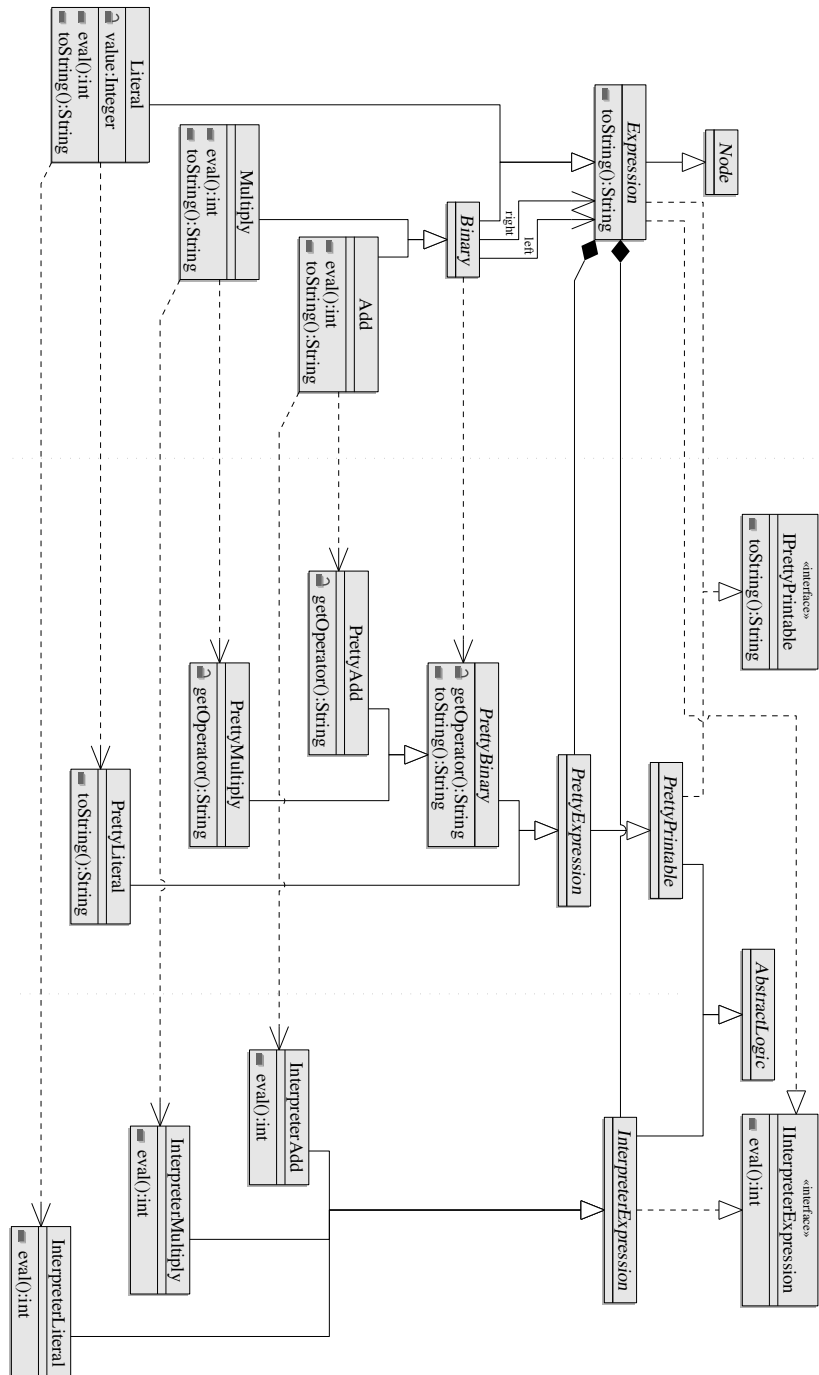 Node
Expression
toString():String
Binary
right
left
Add
eval():int
toString():String
Multiply
eval():int
toString():String
Literal
value:Integer
eval():int
toString():String
«interface»
IPrettyPrintable
toString():String
PrettyPrintable
PrettyExpression
PrettyBinary
getOperator():String
toString():String
PrettyAdd
getOperator():String
PrettyMultiply
getOperator():String
PrettyLiteral
toString():String
AbstractLogic
«interface»
IInterpreterExpression
eval():int
InterpreterExpression
InterpreterAdd
eval():int
InterpreterMultiply
eval():int
InterpreterLiteral
eval():int